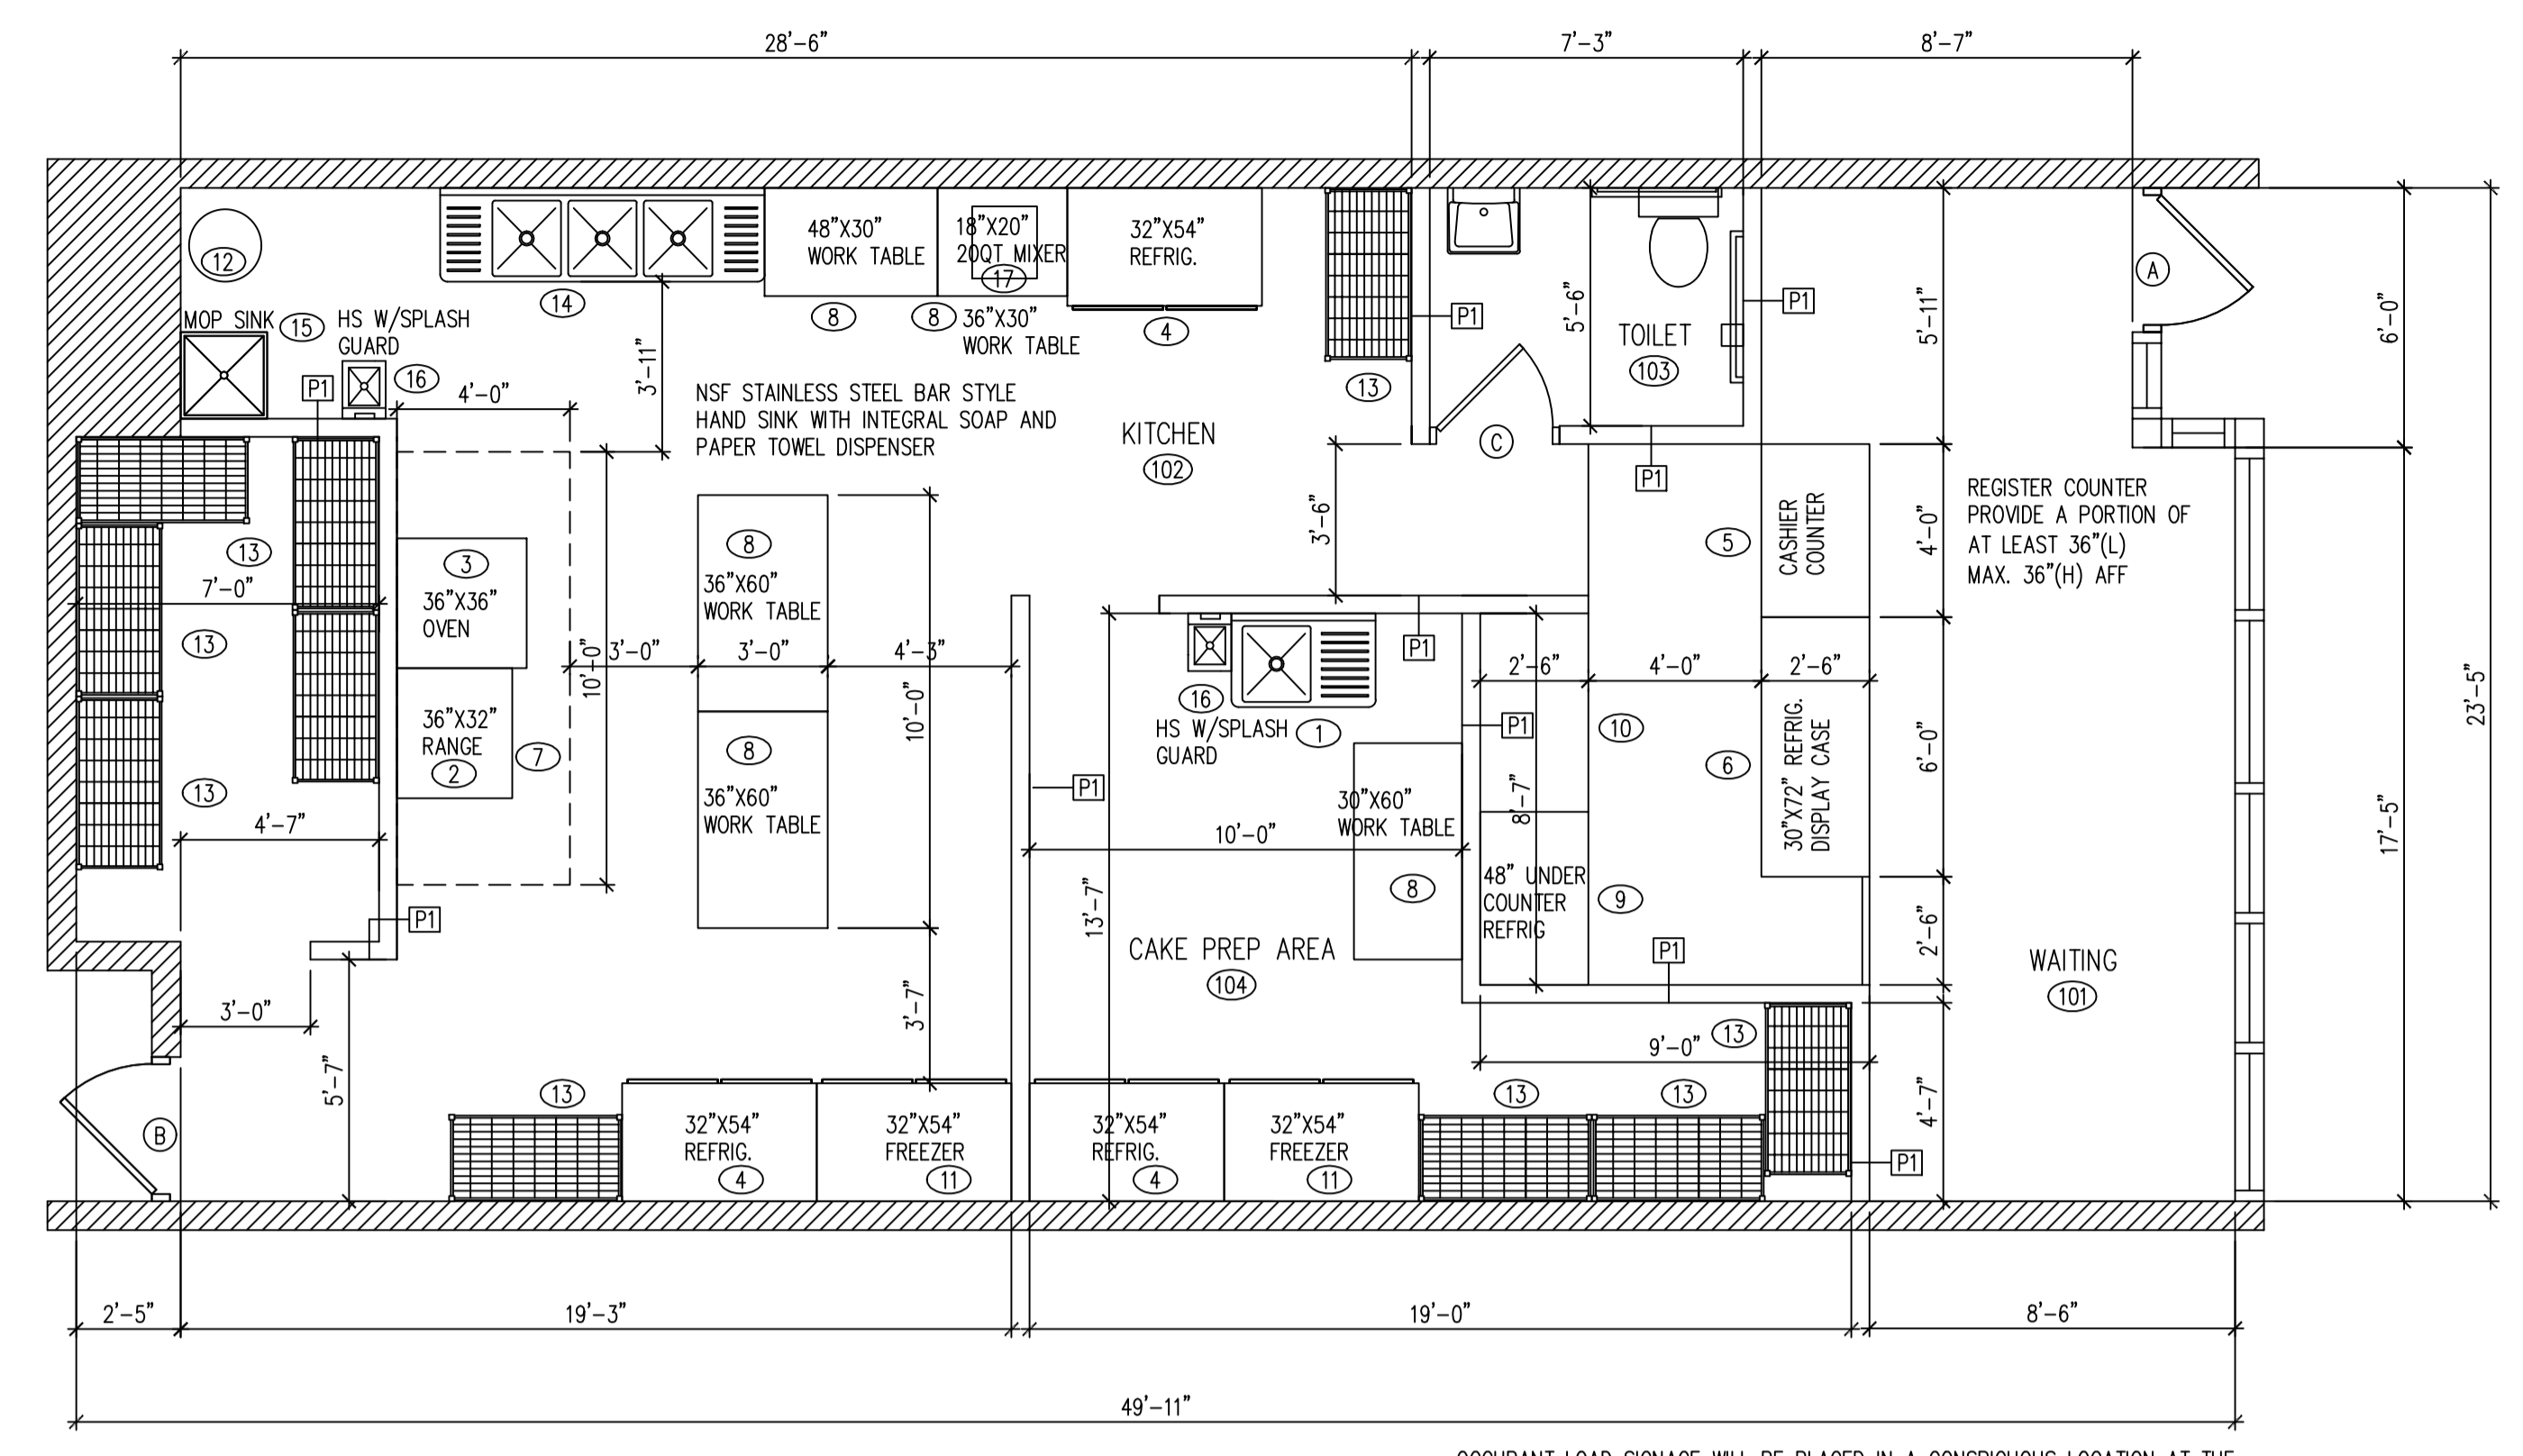 28'-6"
7'-3"
8'-7"
12
14
48"X30"
WORK TABLE
8
18"X20"
20QT MIXER
17
8
36"X30"
WORK TABLE
32"X54"
REFRIG.
4
13
P1
5'-6"
TOILET
103
P1
5'-11"
A
6'-0"
MOP SINK
15
HS W/SPLASH
GUARD
16
P1
4'-0"
3'-11"
NSF STAINLESS STEEL BAR STYLE
HAND SINK WITH INTEGRAL SOAP AND
PAPER TOWEL DISPENSER
KITCHEN
102
C
P1
3'-6"
5
CASHIER
COUNTER
4'-0"
REGISTER COUNTER
PROVIDE A PORTION OF
AT LEAST 36"(L)
MAX. 36"(H) AFF
13
7'-0"
13
13
4'-7"
3
36"X36"
OVEN
36"X32"
RANGE
2
7
10'-0"
3'-0"
3'-0"
4'-3"
8
36"X60"
WORK TABLE
8
36"X60"
WORK TABLE
10'-0"
3'-7"
P1
16
HS W/SPLASH
GUARD
1
P1
P1
2'-6"
4'-0"
2'-6"
10
8'-7"
6
30"X72" REFRIG.
DISPLAY CASE
6'-0"
23'-5"
17'-5"
30"X60"
WORK TABLE
10'-0"
8
48" UNDER
COUNTER
REFRIG
9
13'-7"
CAKE PREP AREA
104
P1
2'-6"
WAITING
101
P1
3'-0"
5'-7"
B
13
32"X54"
REFRIG.
4
32"X54"
FREEZER
11
32"X54"
REFRIG.
4
32"X54"
FREEZER
11
13
13
13
9'-0"
4'-7"
P1
2'-5"
19'-3"
19'-0"
8'-6"
49'-11"
OCCUPANT LOAD SIGNAGE WILL BE PLACED IN A CONSPICUOUS LOCATION AT THE